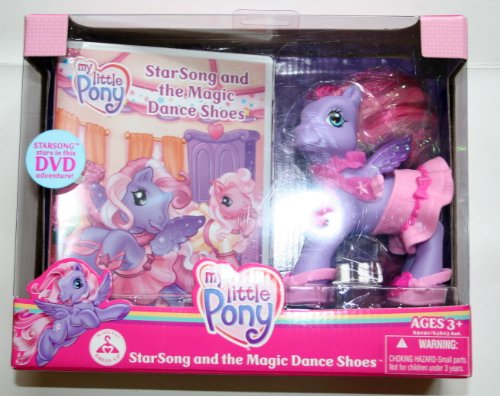 my
little
Pony
StarSong and
the Magic
Dance Shoes
STARSONG™
stars in this
DVD
adventure!
my
little
Pony
AGES 3+
WARNING:
CHOKING HAZARD-Small parts.
Not for children under 3 years.
StarSong and the Magic Dance Shoes™